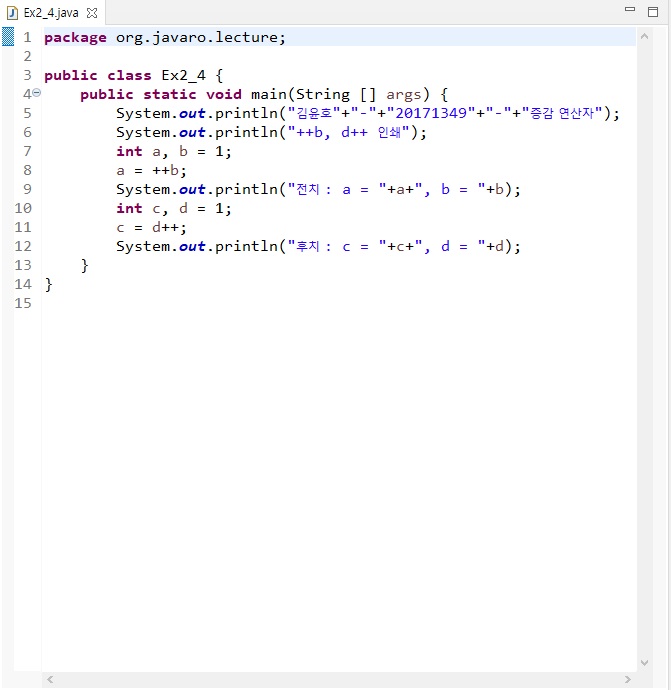 Ex2_4.java
1 package org.javaro.lecture;
2
3 public class Ex2_4 {
4 public static void main(String [] args) {
5 System.out.println("김윤호"+"-"+"20171349"+"-"+"증감 연산자");
6 System.out.println("++b, d++ 인쇄");
7 int a, b = 1;
8 a = ++b;
9 System.out.println("전치 : a = "+a+", b = "+b);
10 int c, d = 1;
11 c = d++;
12 System.out.println("후치 : c = "+c+", d = "+d);
13 }
14 }
15